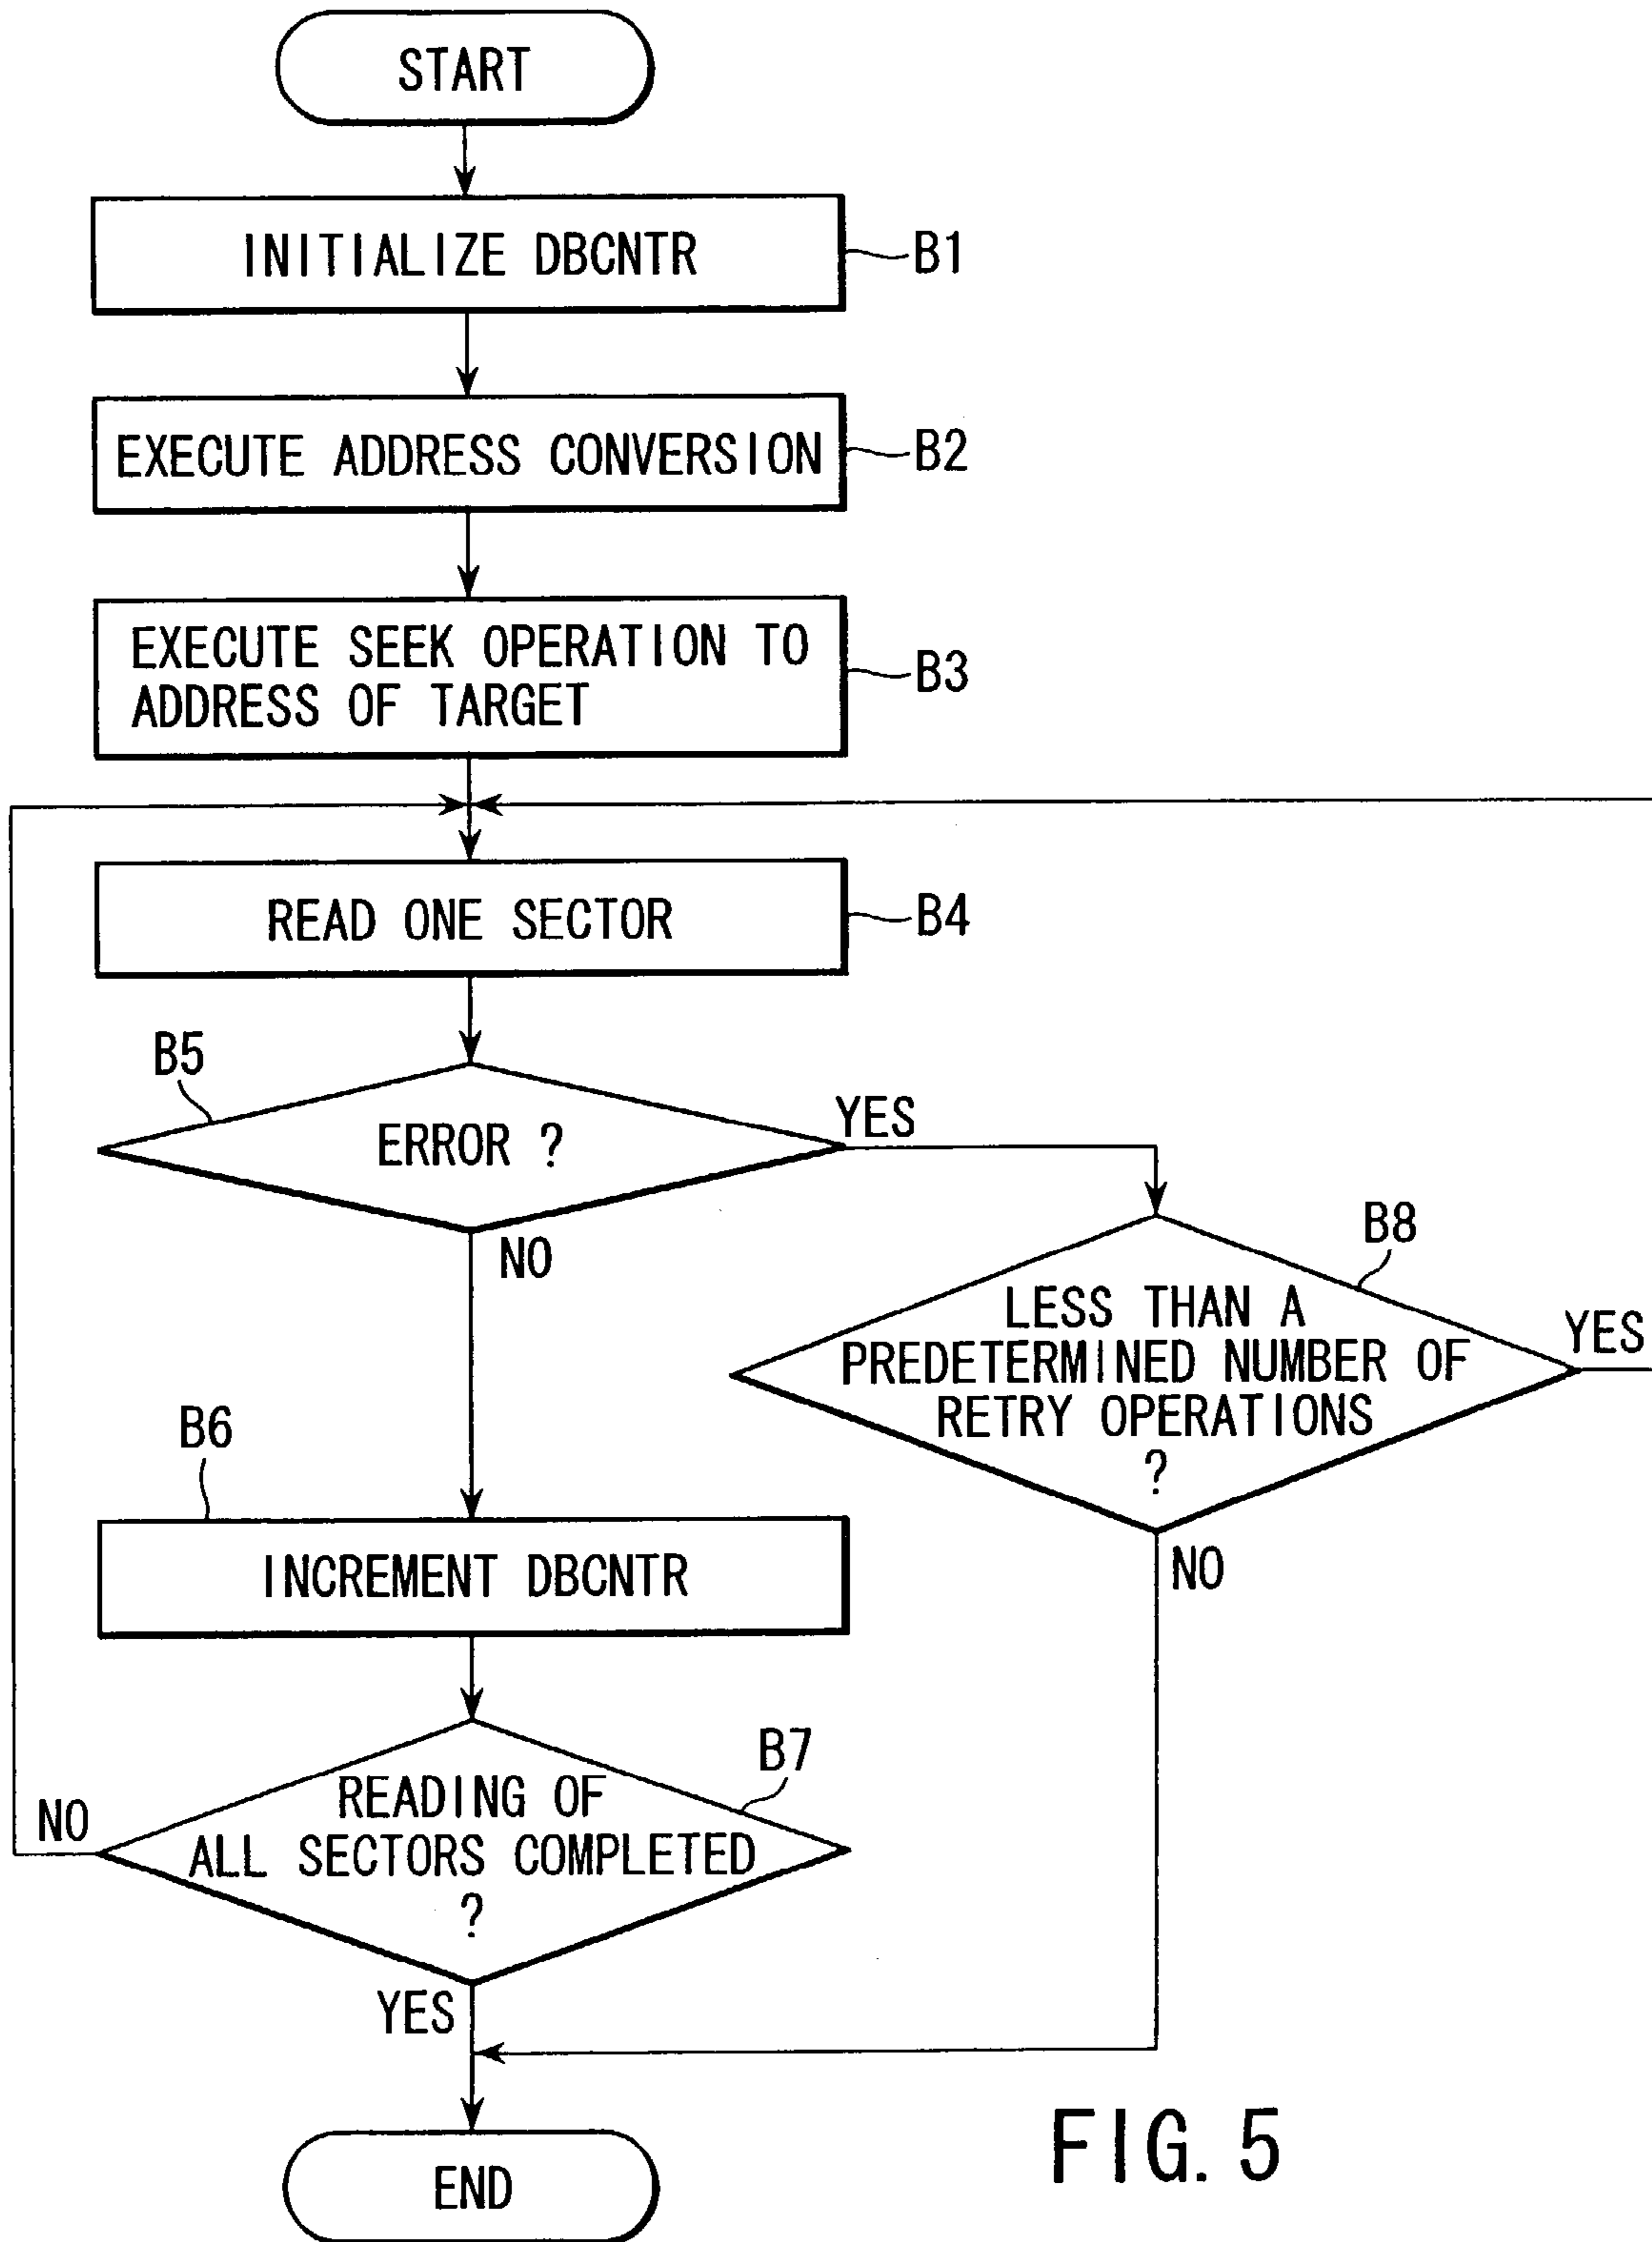 START
INITIALIZE DBCNTR
B1
EXECUTE ADDRESS CONVERSION
B2
EXECUTE SEEK OPERATION TO
ADDRESS OF TARGET
B3
READ ONE SECTOR
B4
B5
ERROR ?
YES
NO
B8
LESS THAN A
PREDETERMINED NUMBER OF
RETRY OPERATIONS
?
YES
NO
B6
INCREMENT DBCNTR
B7
READING OF
ALL SECTORS COMPLETED
?
NO
YES
END
FIG. 5